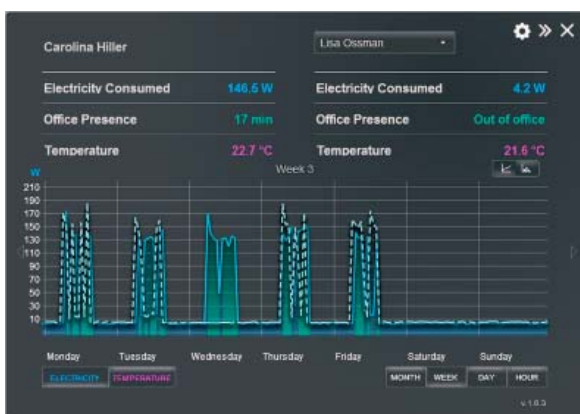 Carolina Hiller
Lisa Ossman
Electricity Consumed 146.5 W
Electricity Consumed 4.2 W
Office Presence 17 min
Office Presence Out of office
Temperature 22.7 °C
Temperature 21.6 °C
W
Week 3
210
190
170
150
130
110
90
70
50
30
10
Monday Tuesday Wednesday Thursday Friday Saturday Sunday
ELECTRICITY TEMPERATURE
MONTH WEEK DAY HOUR
v.1.0.3